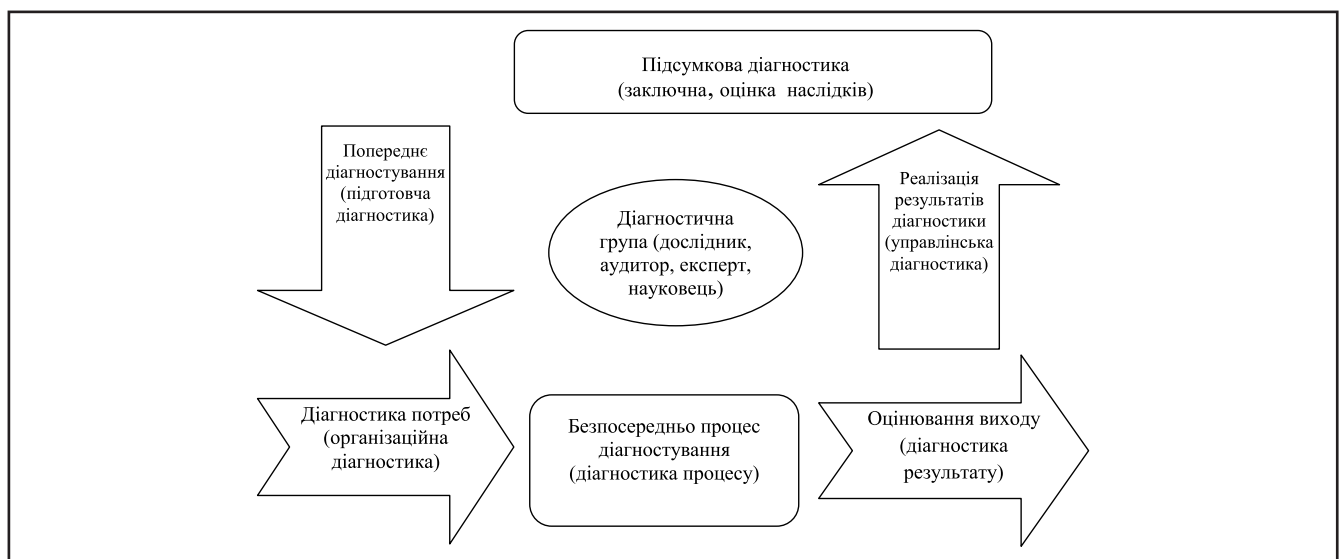 Підсумкова діагностика
(заключна, оцінка наслідків)
Попереднє
діагностування
(підготовча
діагностика)
Діагностична
група (дослідник,
аудитор, експерт,
науковець)
Реалізація
результатів
діагностики
(управлінська
діагностика)
Діагностика потреб
(організаційна
діагностика)
Безпосередньо процес
діагностування
(діагностика процесу)
Оцінювання виходу
(діагностика
результату)